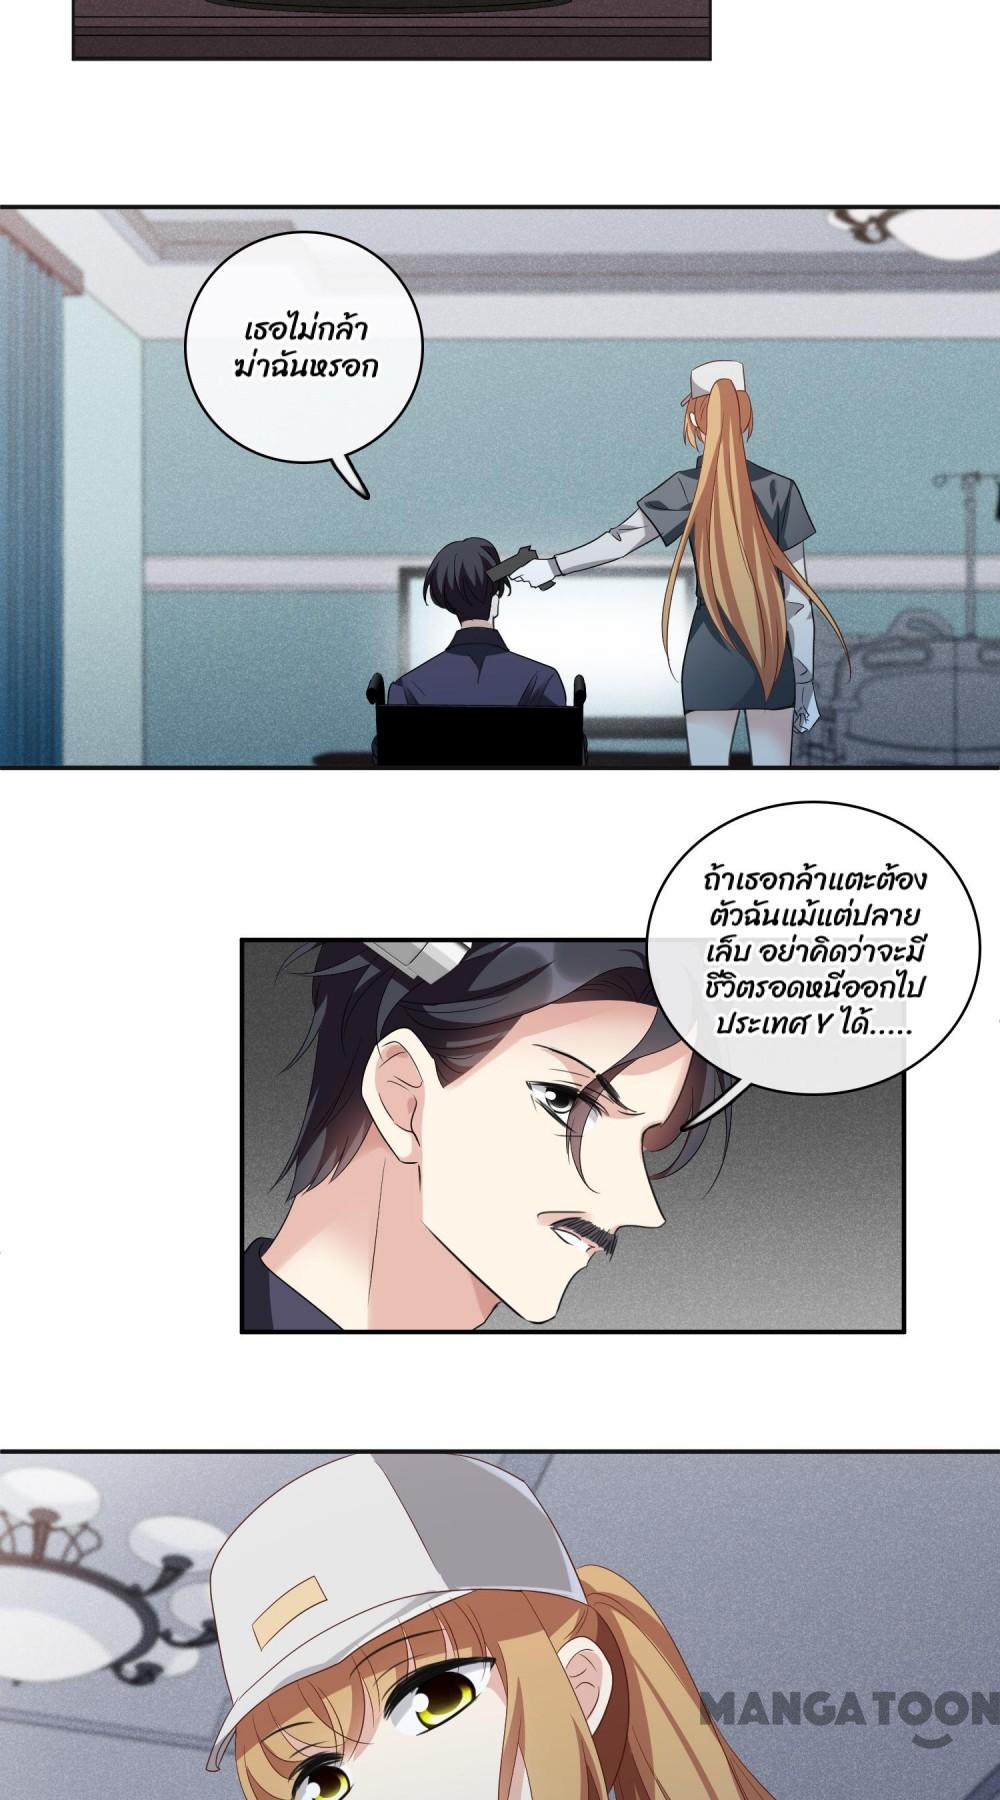 เธอไม่กล้า
ฆ่าฉันหรอก
ถ้าเธอกล้าแตะต้อง
ตัวฉันแม้แต่ปลาย
เล็บ อย่าคิดว่าจะมี
ชีวิตรอดหนีออกไป
ประเทศ Y ได้.....
MANGATOON